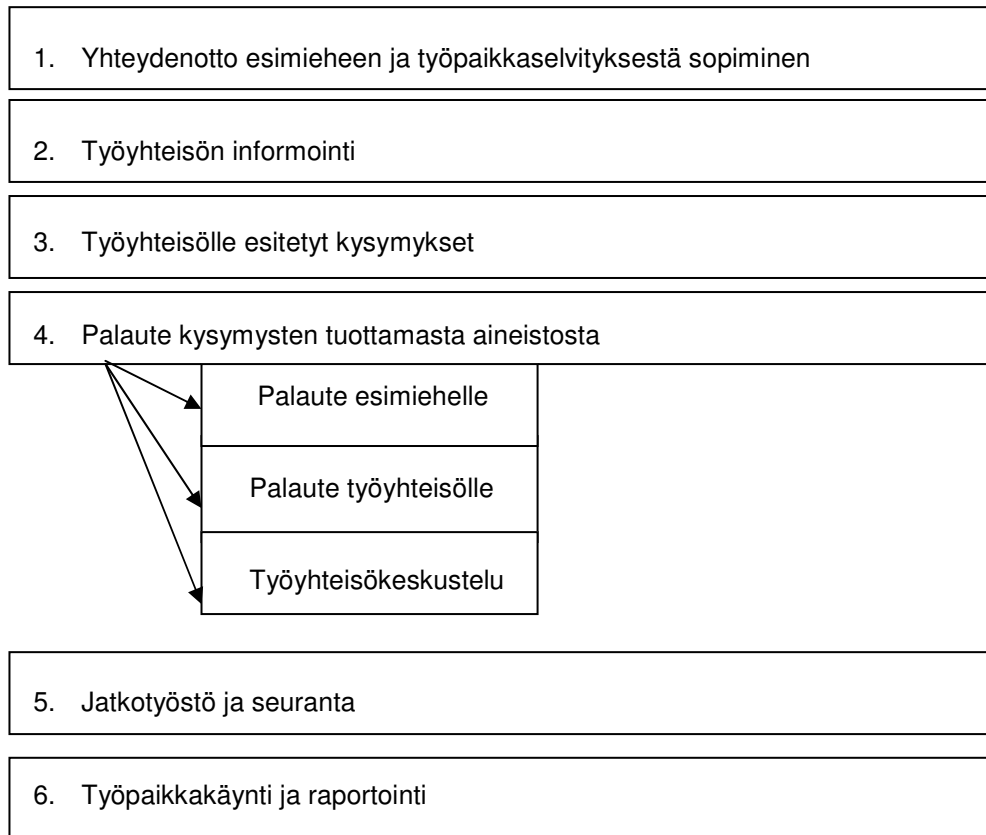 1. Yhteydenotto esimieheen ja työpaikkaselvityksestä sopiminen
2. Työyhteisön informointi
3. Työyhteisölle esitetyt kysymykset
4. Palaute kysymysten tuottamasta aineistosta
Palaute esimiehelle
Palaute työyhteisölle
Työyhteisökeskustelu
5. Jatkotyöstö ja seuranta
6. Työpaikkakäynti ja raportointi